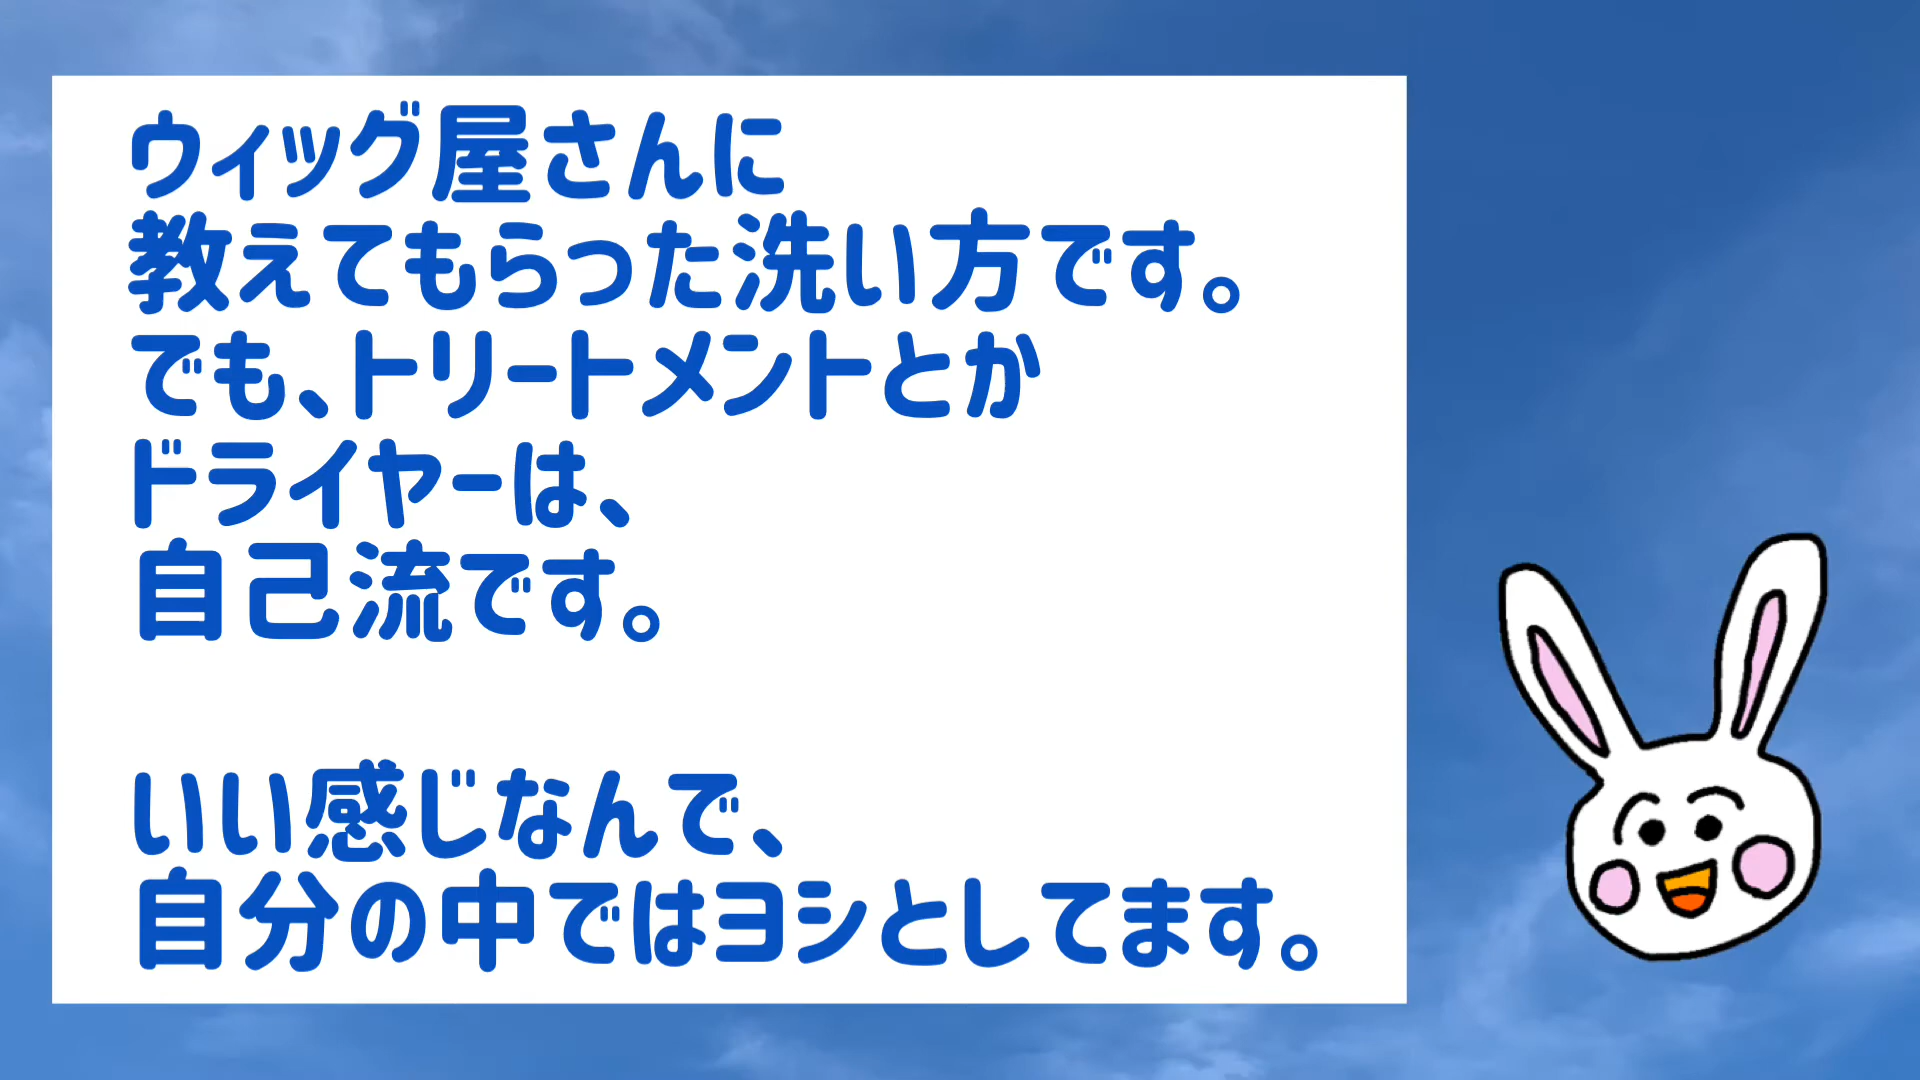 ウィッグ屋さんに
教えてもらった洗い方です。
でも、トリートメントとか
ドライヤーは、
自己流です。
いい感じなんで、
自分の中ではヨシとしてます。